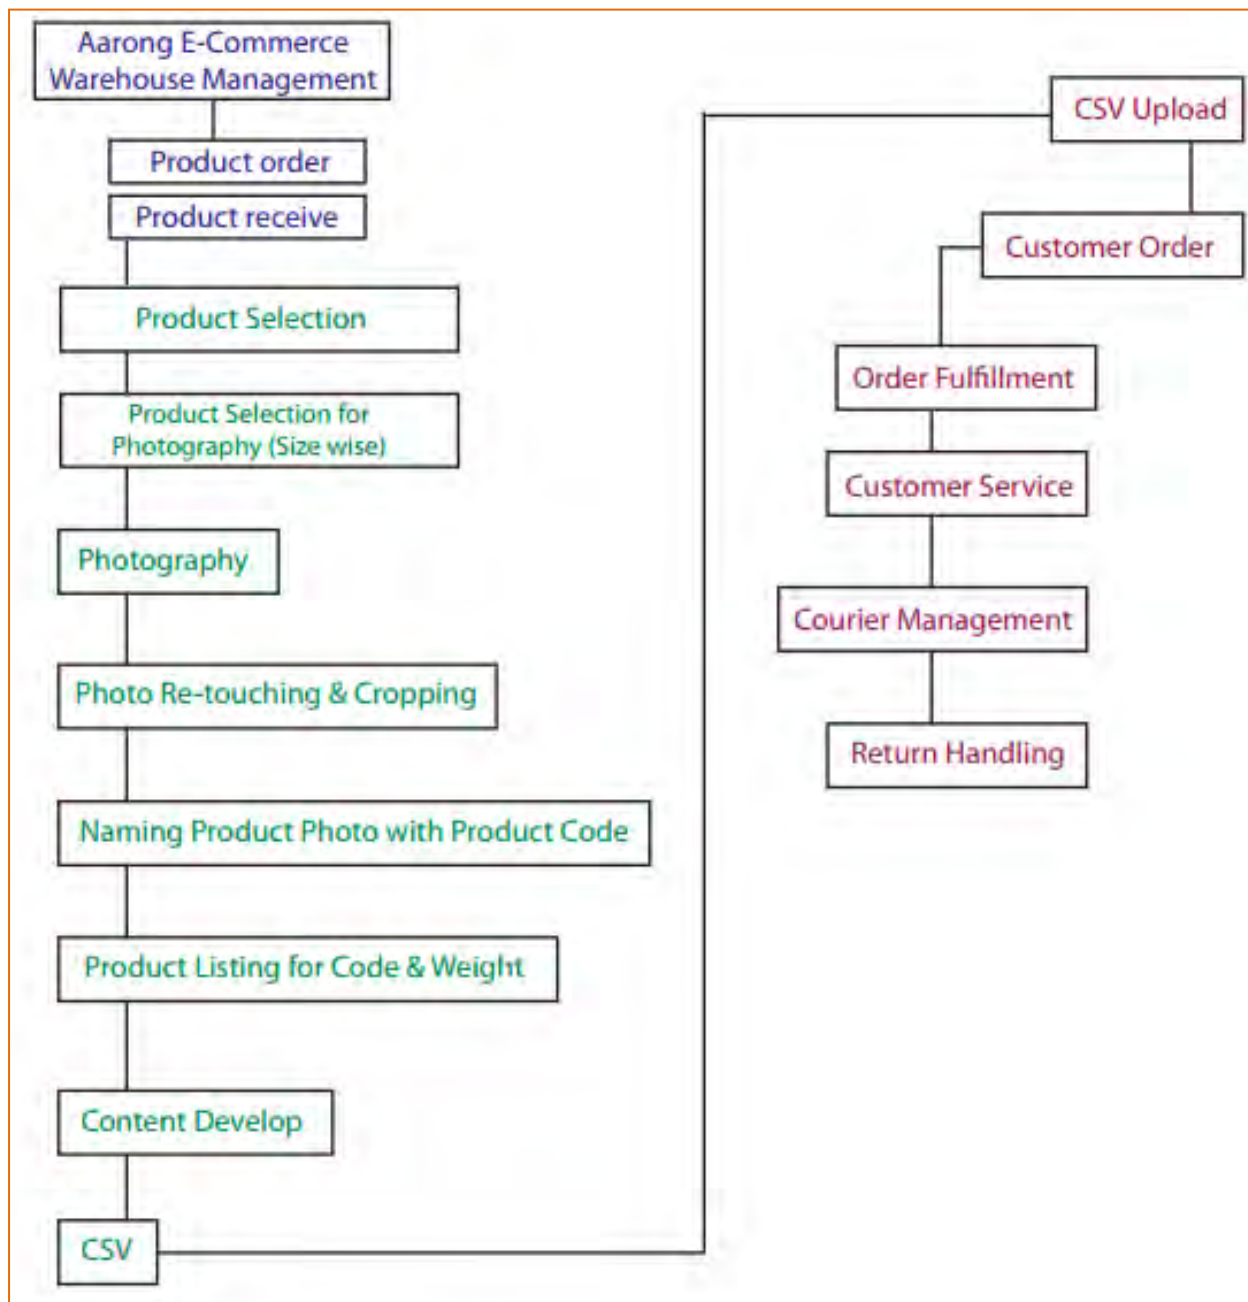 Aarong E-Commerce
Warehouse Management
Product order
Product receive
Product Selection
Product Selection for
Photography (Size wise)
Photography
Photo Re-touching & Cropping
Naming Product Photo with Product Code
Product Listing for Code & Weight
Content Develop
CSV
CSV Upload
Customer Order
Order Fulfillment
Customer Service
Courier Management
Return Handling